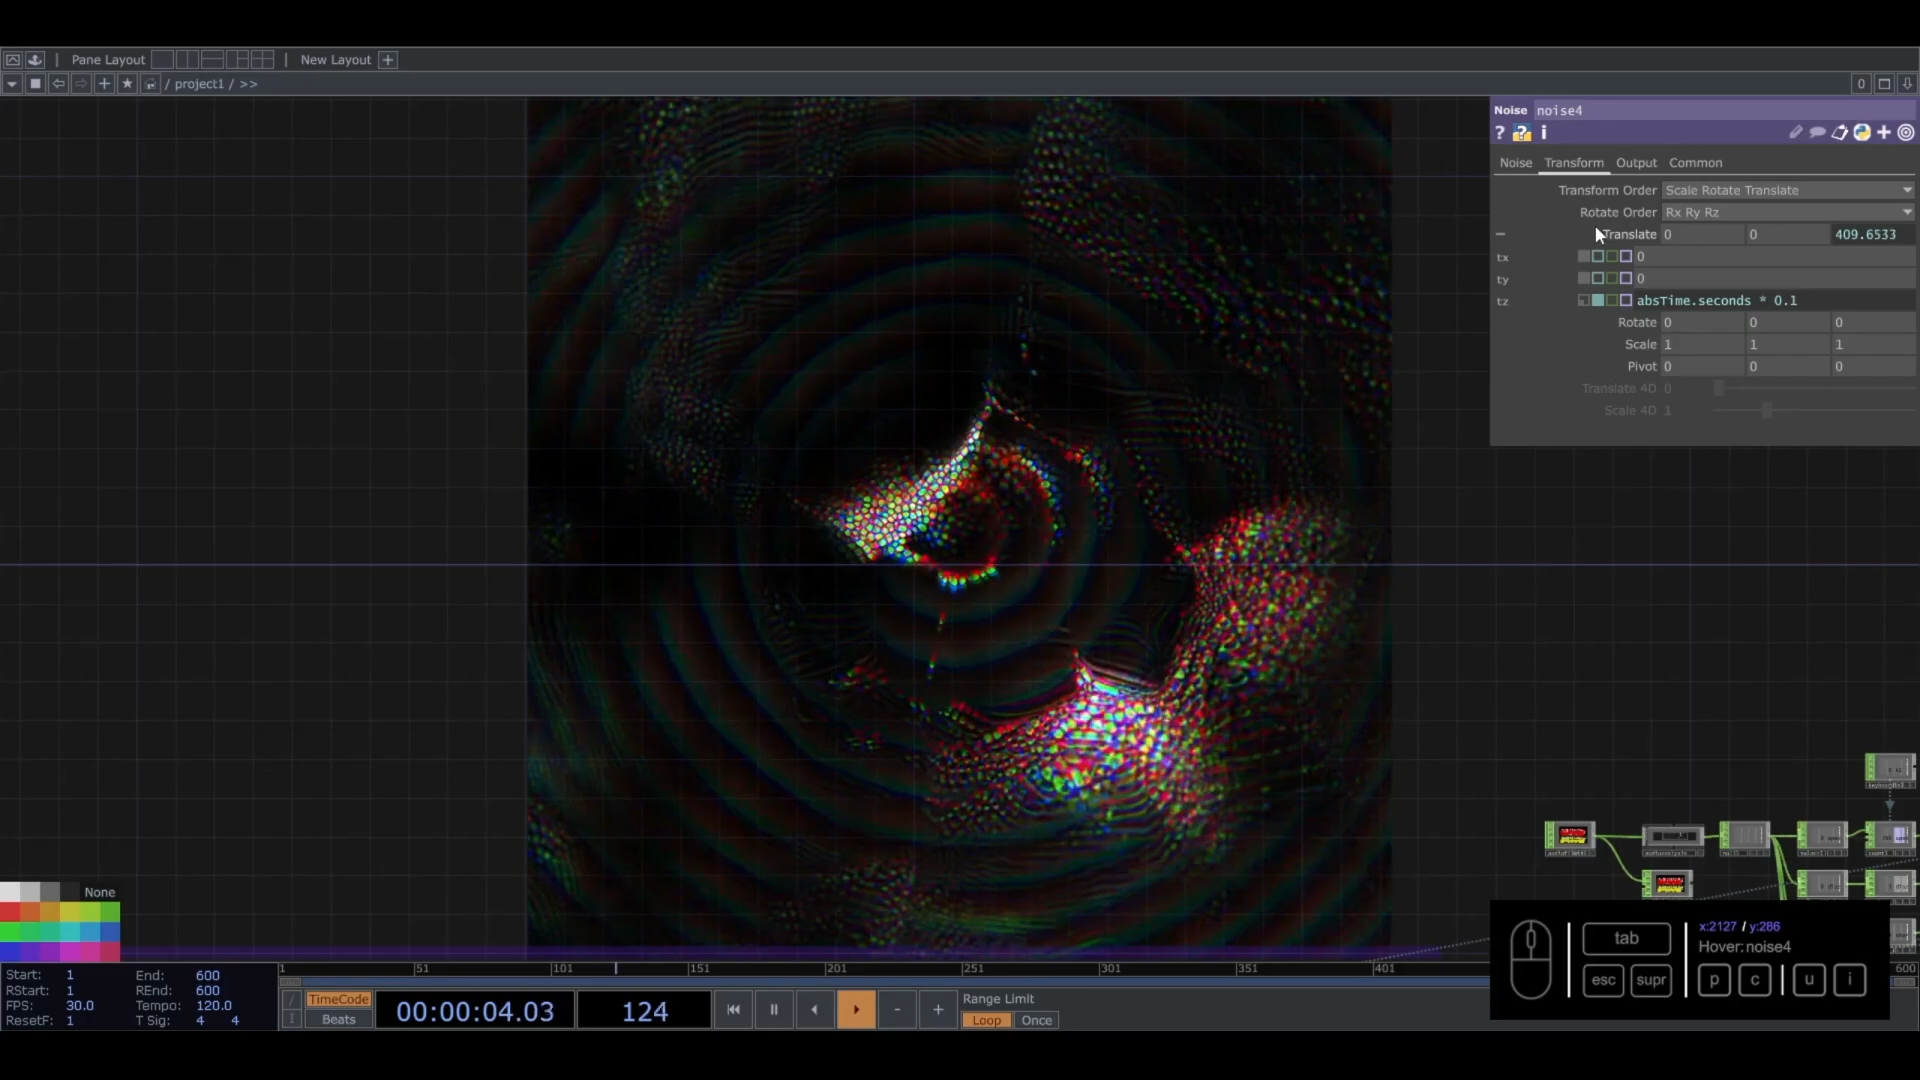 Pane Layout New Layout +
/ project1 / >> 0
Noise noise4
? ? i
Noise Transform Output Common
Transform Order Scale Rotate Translate
Rotate Order Rx Ry Rz
Translate 0 0 409.6533
tx 0
ty 0
tz absTime.seconds * 0.1
Rotate 0 0 0
Scale 1 1 1
Pivot 0 0 0
Translate 4D 0
Scale 4D 1
None
tab
x:2127 / y:286
Hover: noise4
esc supr p c u i
1 51 101 151 201 251 301 351 401 600
Start: 1 End: 600
RStart: 1 REnd: 600
FPS: 30.0 Tempo: 120.0
ResetF: 1 T Sig: 4 4
TimeCode
Beats
00:00:04.03 124
- +
Range Limit
Loop Once